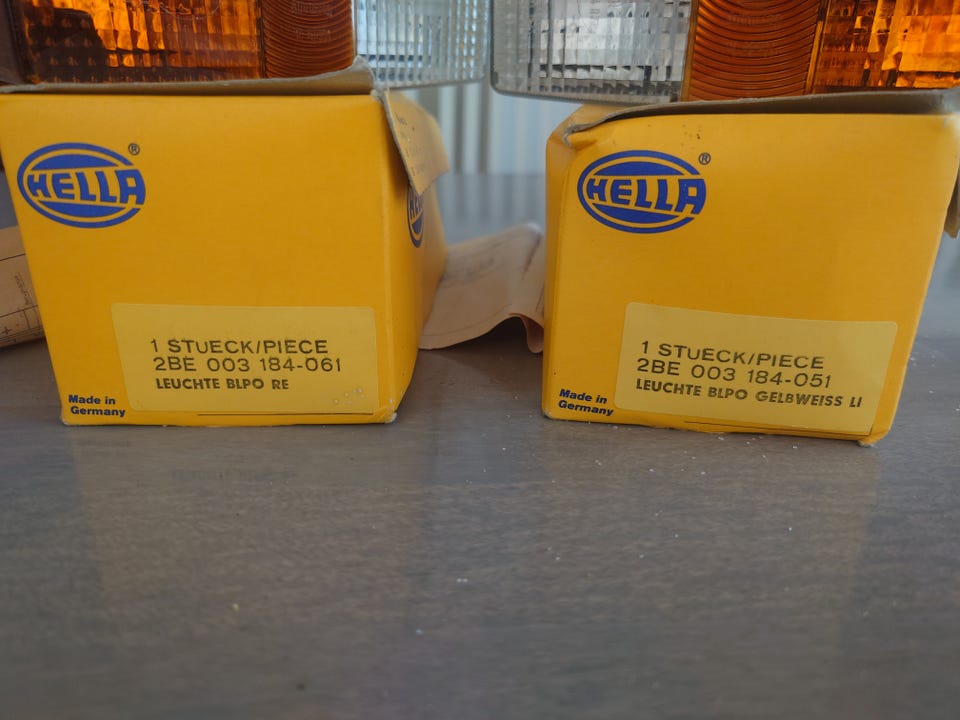 HELLA®
1 STUECK/PIECE
2BE 003 184-061
LEUCHTE BLPO RE
Made in
Germany
HELLA®
1 STUECK/PIECE
2BE 003 184-051
LEUCHTE BLPO GELBWEISS LI
Made in
Germany